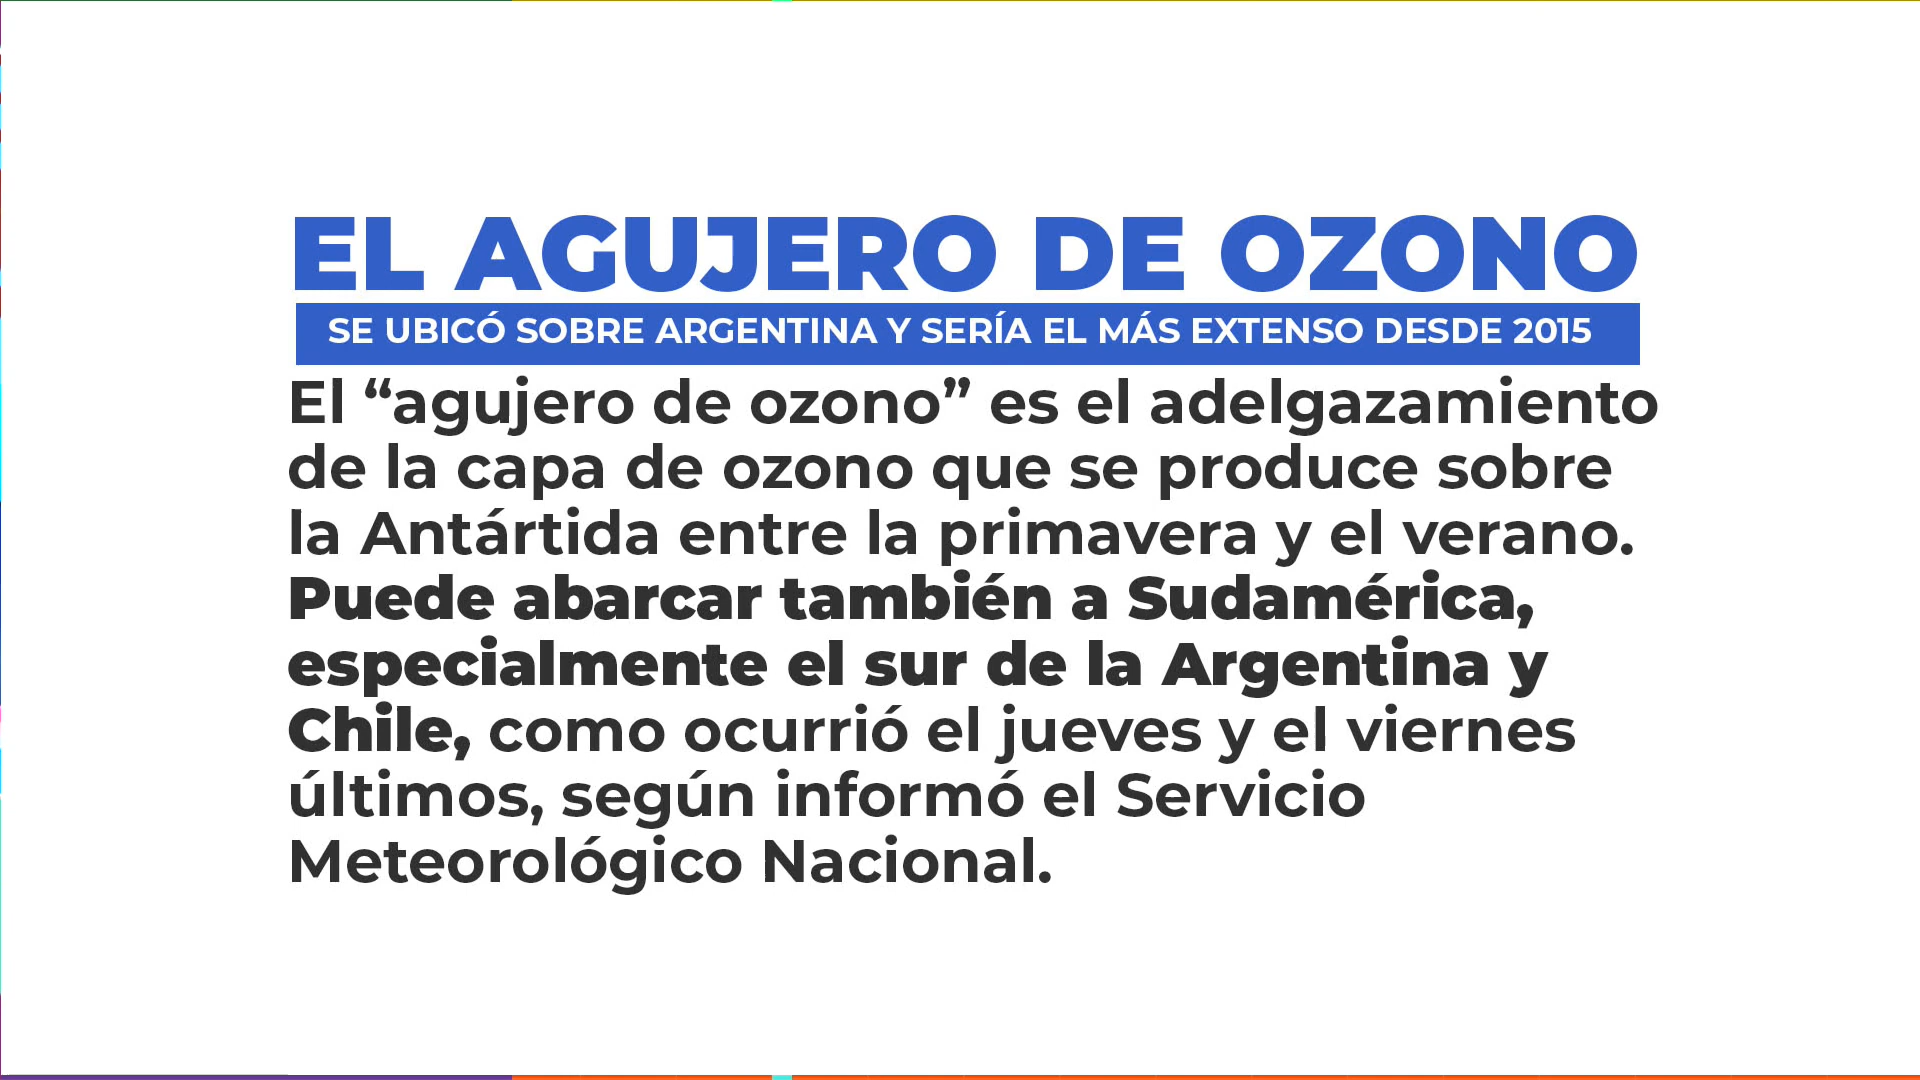 EL AGUJERO DE OZONO
SE UBICÓ SOBRE ARGENTINA Y SERÍA EL MÁS EXTENSO DESDE 2015
El “agujero de ozono” es el adelgazamiento
de la capa de ozono que se produce sobre
la Antártida entre la primavera y el verano.
Puede abarcar también a Sudamérica,
especialmente el sur de la Argentina y
Chile, como ocurrió el jueves y el viernes
últimos, según informó el Servicio
Meteorológico Nacional.